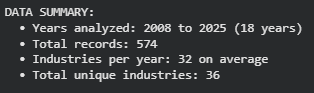 DATA SUMMARY:
• Years analyzed: 2008 to 2025 (18 years)
• Total records: 574
• Industries per year: 32 on average
• Total unique industries: 36